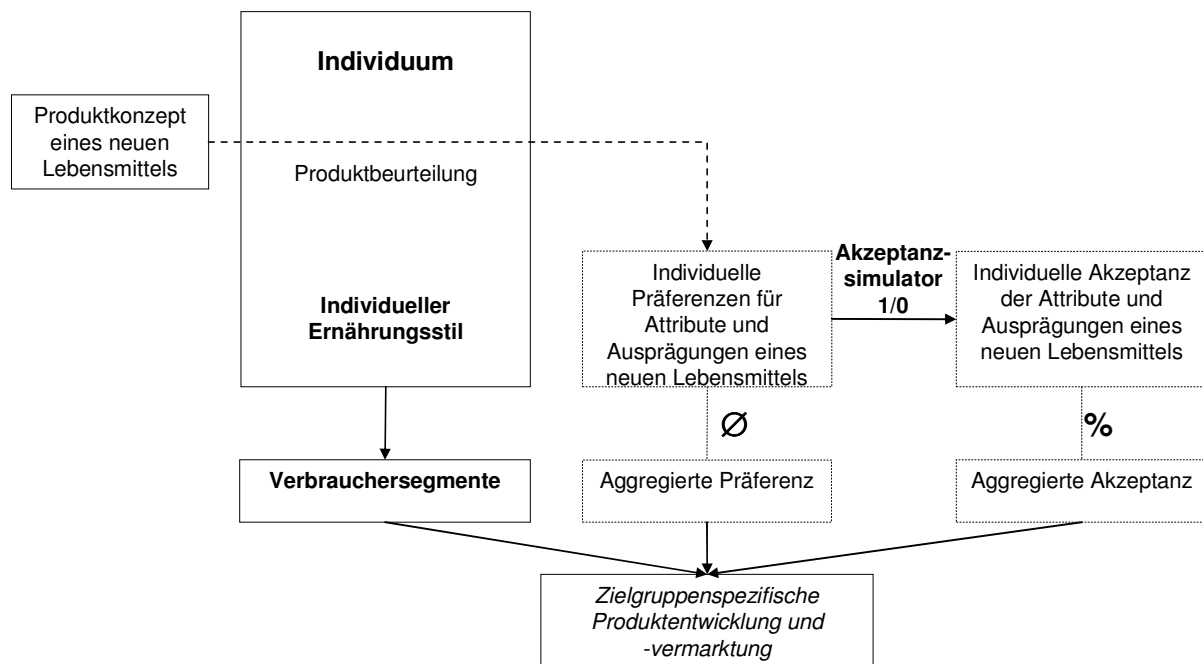 Individuum
Produktkonzept
eines neuen
Lebensmittels
Produktbeurteilung
Individueller
Ernährungsstil
Individuelle
Präferenzen für
Attribute und
Ausprägungen eines
neuen Lebensmittels
Akzeptanz-
simulator
1/0
Individuelle Akzeptanz
der Attribute und
Ausprägungen eines
neuen Lebensmittels
Ø
%
Verbrauchersegmente
Aggregierte Präferenz
Aggregierte Akzeptanz
Zielgruppenspezifische
Produktentwicklung und
-vermarktung